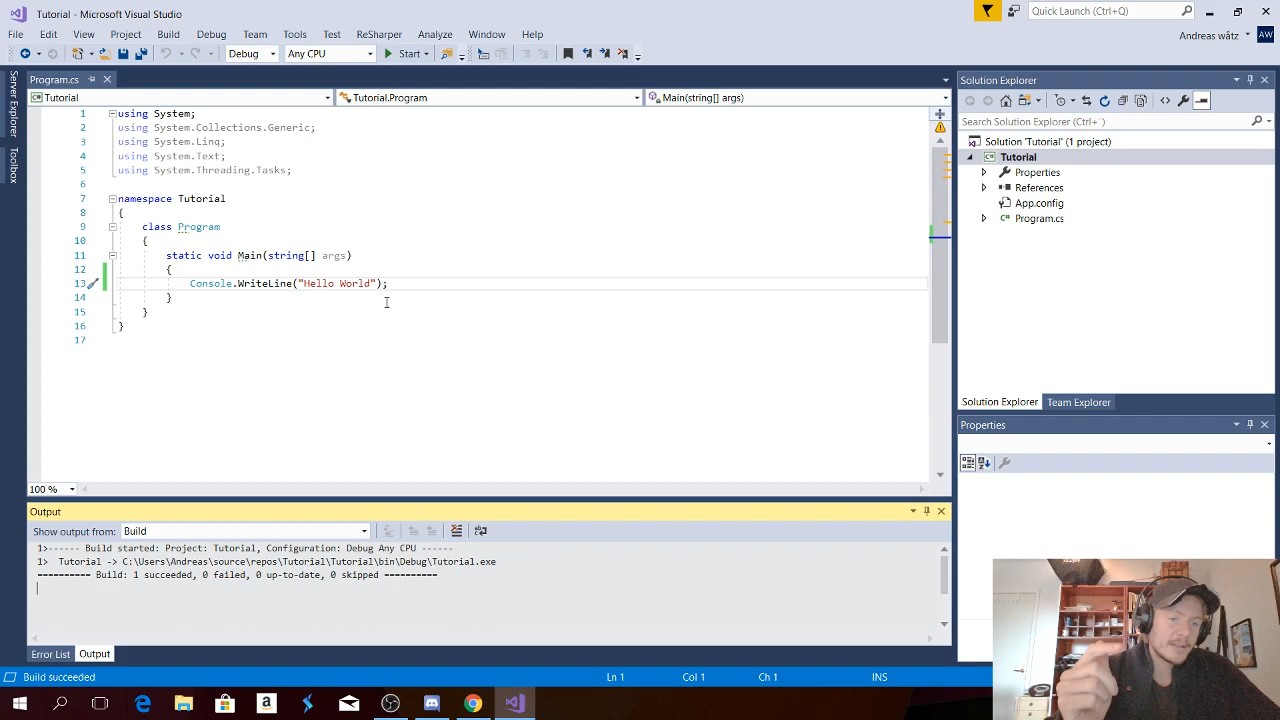 Tutorial - Microsoft Visual Studio
Quick Launch (Ctrl+Q)
File Edit View Project Build Debug Team Tools Test ReSharper Analyze Window Help
Andreas wätz AW
Debug Any CPU Start
Server Explorer
Toolbox
Program.cs
Tutorial Tutorial.Program Main(string[] args)
1 using System;
2 using System.Collections.Generic;
3 using System.Linq;
4 using System.Text;
5 using System.Threading.Tasks;
6
7 namespace Tutorial
8 {
9 class Program
10 {
11 static void Main(string[] args)
12 {
13 Console.WriteLine("Hello World");
14 }
15 }
16 }
17
100 %
Solution Explorer
Search Solution Explorer (Ctrl+¨)
Solution 'Tutorial' (1 project)
Tutorial
Properties
References
App.config
Program.cs
Solution Explorer Team Explorer
Properties
Output
Show output from: Build
1>------ Build started: Project: Tutorial, Configuration: Debug Any CPU ------
1> Tutorial -> C:\Users\Andreas\source\repos\Tutorial\Tutorial\bin\Debug\Tutorial.exe
========== Build: 1 succeeded, 0 failed, 0 up-to-date, 0 skipped ==========
Error List Output
Build succeeded Ln 1 Col 1 Ch 1 INS